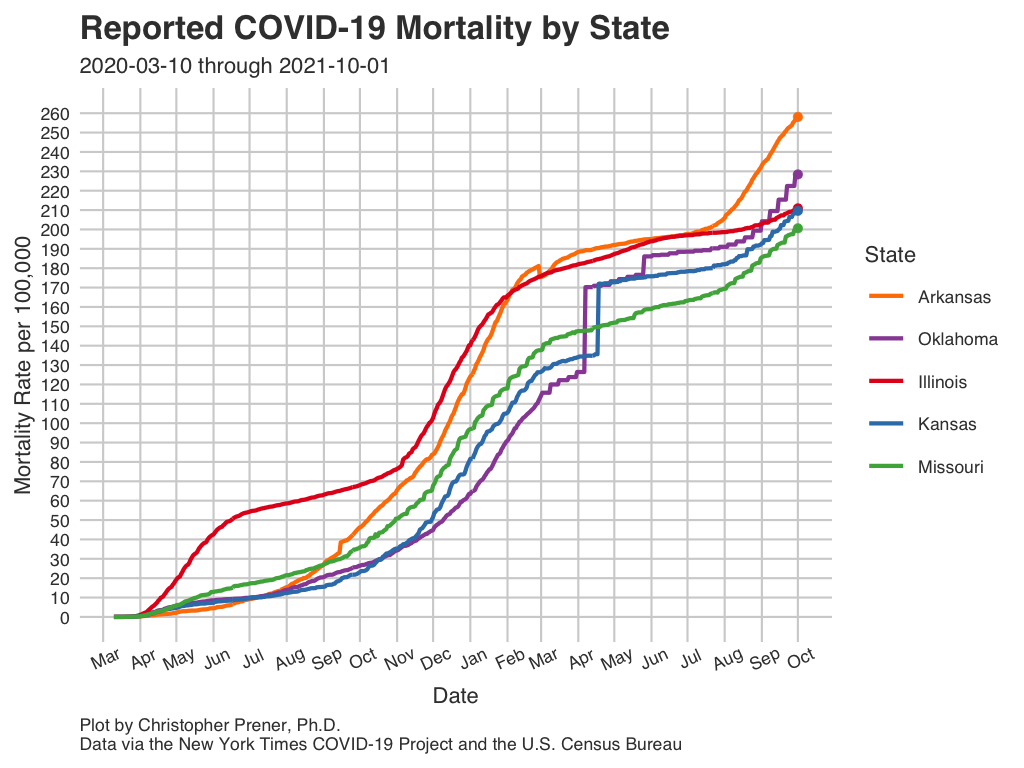 Reported COVID-19 Mortality by State
2020-03-10 through 2021-10-01
Mortality Rate per 100,000
260
250
240
230
220
210
200
190
180
170
160
150
140
130
120
110
100
90
80
70
60
50
40
30
20
10
0
Mar Apr May Jun Jul Aug Sep Oct Nov Dec Jan Feb Mar Apr May Jun Jul Aug Sep Oct
Date
State
Arkansas
Oklahoma
Illinois
Kansas
Missouri
Plot by Christopher Prener, Ph.D.
Data via the New York Times COVID-19 Project and the U.S. Census Bureau